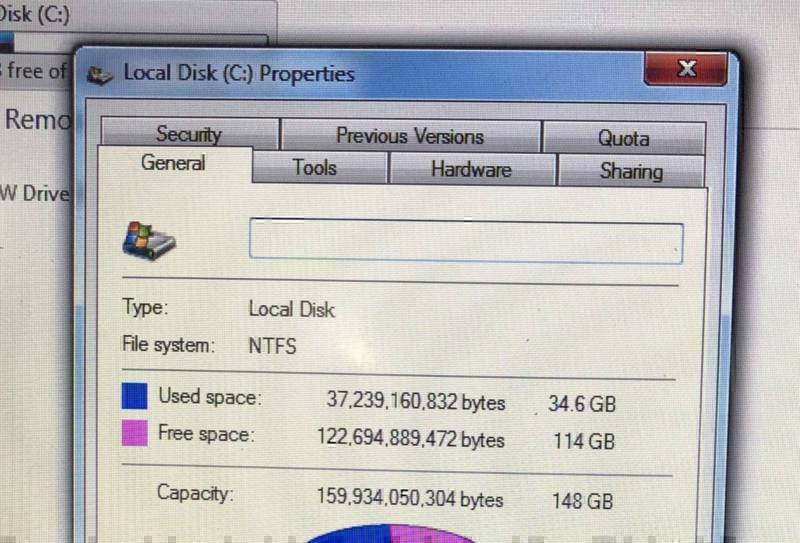 Disk (C:)
free of
Remo
W Drive
Local Disk (C:) Properties
Security Previous Versions Quota
General Tools Hardware Sharing
Type: Local Disk
File system: NTFS
Used space: 37,239,160,832 bytes 34.6 GB
Free space: 122,694,889,472 bytes 114 GB
Capacity: 159,934,050,304 bytes 148 GB